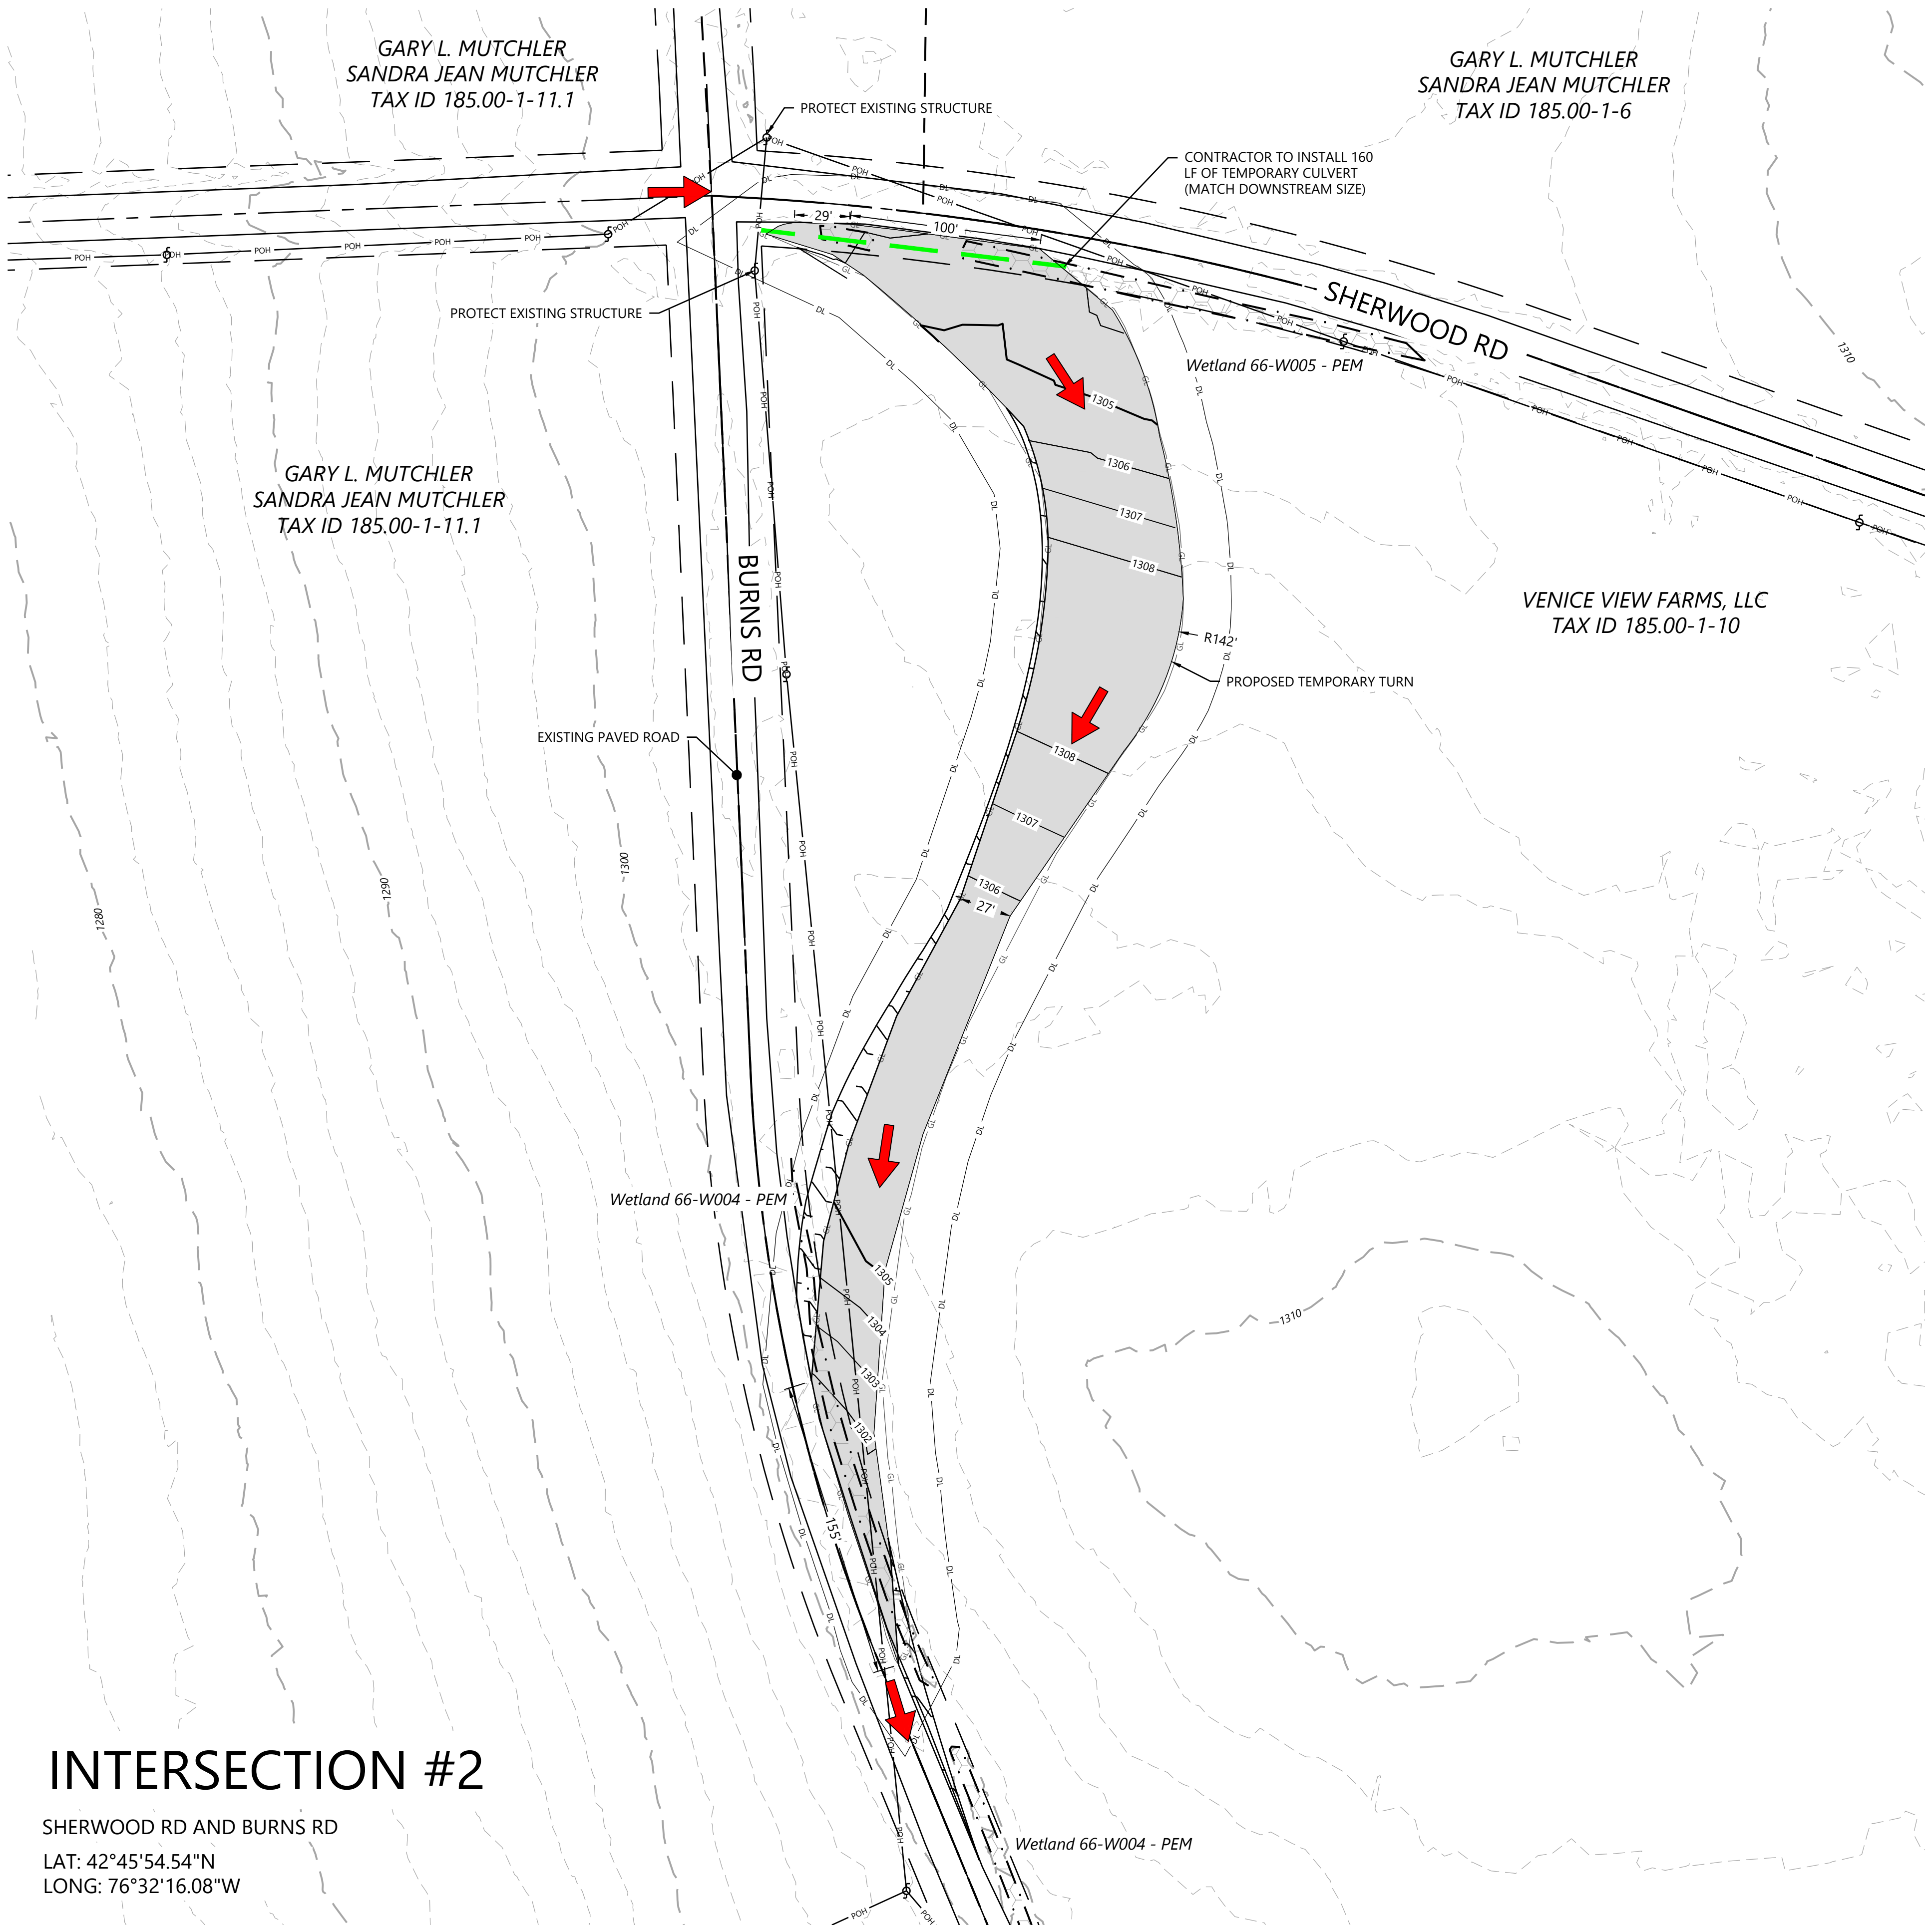 GARY L. MUTCHLER
SANDRA JEAN MUTCHLER
TAX ID 185.00-1-11.1
GARY L. MUTCHLER
SANDRA JEAN MUTCHLER
TAX ID 185.00-1-6
PROTECT EXISTING STRUCTURE
CONTRACTOR TO INSTALL 160
LF OF TEMPORARY CULVERT
(MATCH DOWNSTREAM SIZE)
29'
100'
SHERWOOD RD
PROTECT EXISTING STRUCTURE
Wetland 66-W005 - PEM
1310
1305
1306
1307
1308
GARY L. MUTCHLER
SANDRA JEAN MUTCHLER
TAX ID 185.00-1-11.1
BURNS RD
VENICE VIEW FARMS, LLC
TAX ID 185.00-1-10
R142'
PROPOSED TEMPORARY TURN
EXISTING PAVED ROAD
1308
1307
1306
27'
1280
1290
1300
Wetland 66-W004 - PEM
1305
1304
1303
1302
1310
155'
POH
DL
GL
INTERSECTION #2
SHERWOOD RD AND BURNS RD
LAT: 42°45'54.54"N
LONG: 76°32'16.08"W
Wetland 66-W004 - PEM